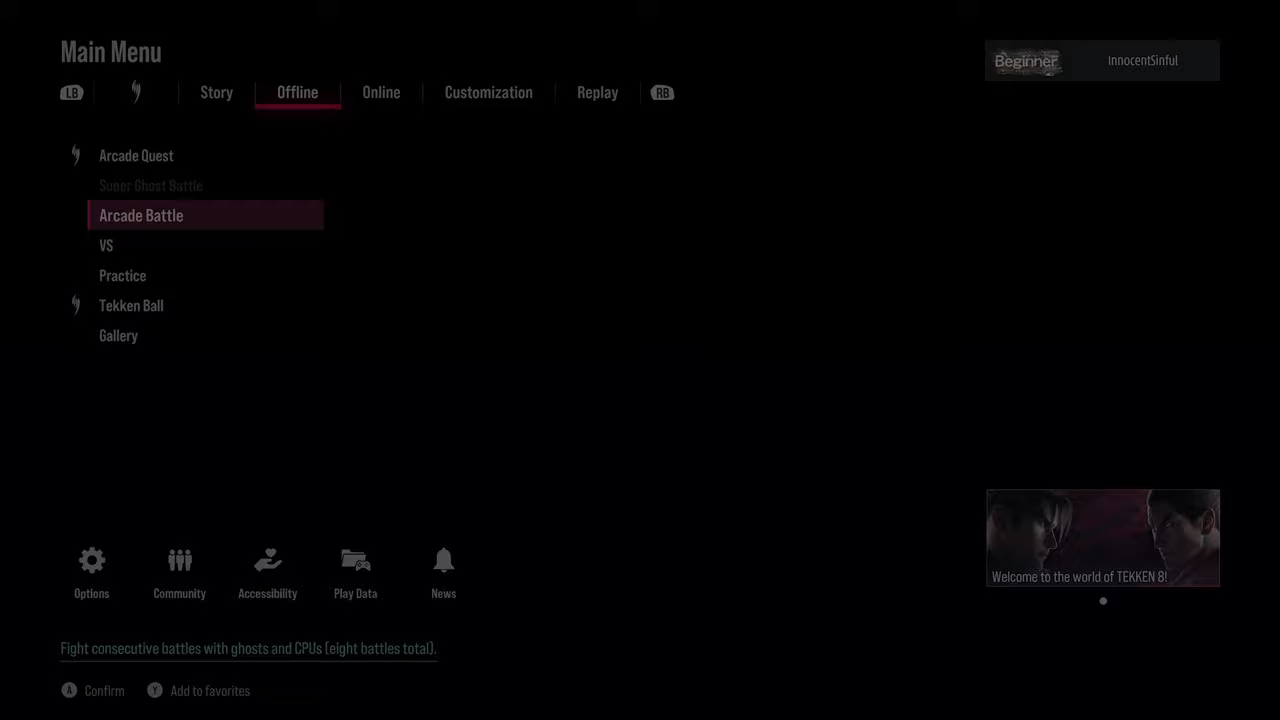 Main Menu
Beginner
InnocentSinful
LB
Story
Offline
Online
Customization
Replay
RB
Arcade Quest
Super Ghost Battle
Arcade Battle
VS
Practice
Tekken Ball
Gallery
Welcome to the world of TEKKEN 8!
Options
Community
Accessibility
Play Data
News
Fight consecutive battles with ghosts and CPUs (eight battles total).
A Confirm
Y Add to favorites